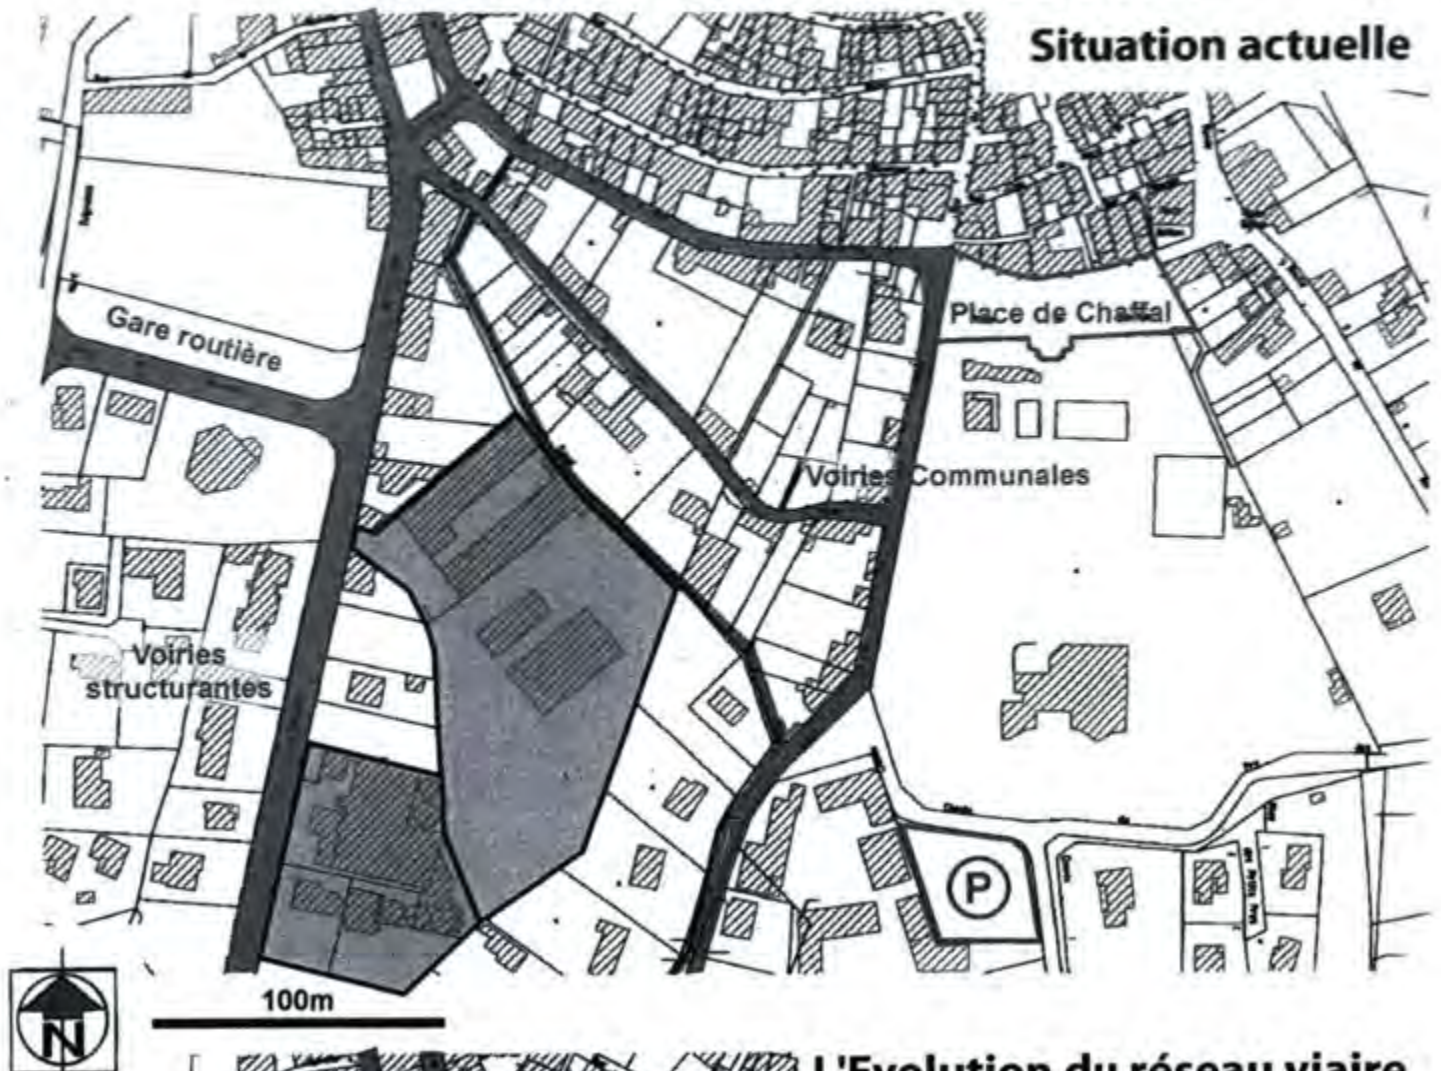 Situation actuelle
Gare routière
Place de Chaffal
Voiries Communales
Voiries
structurantes
P
100m
N
L'Evolution du réseau viaire